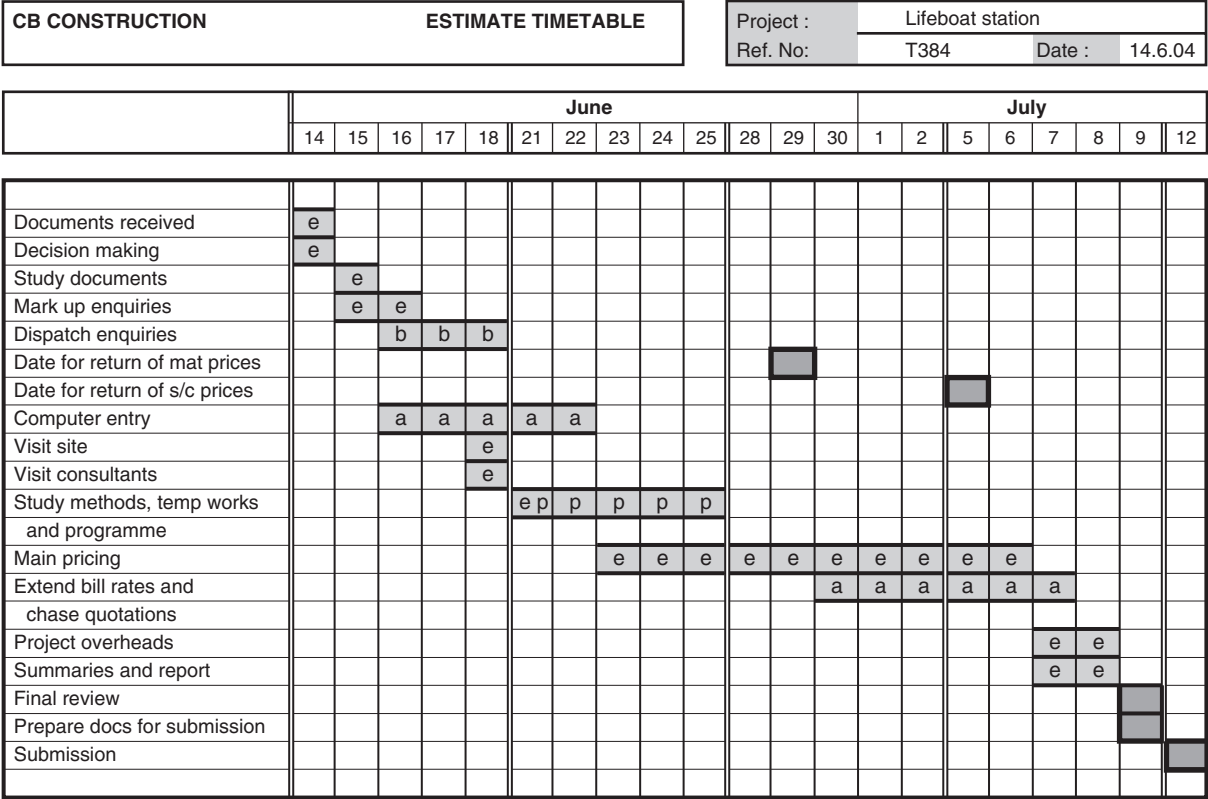 CB CONSTRUCTION ESTIMATE TIMETABLE
Project : Lifeboat station
Ref. No: T384 Date : 14.6.04
June July
14 15 16 17 18 21 22 23 24 25 28 29 30 1 2 5 6 7 8 9 12
Documents received e
Decision making e
Study documents e
Mark up enquiries e e
Dispatch enquiries b b b
Date for return of mat prices
Date for return of s/c prices
Computer entry a a a a a
Visit site e
Visit consultants e
Study methods, temp works e p p p p p
and programme
Main pricing e e e e e e e e e e
Extend bill rates and a a a a a a
chase quotations
Project overheads e e
Summaries and report e e
Final review
Prepare docs for submission
Submission